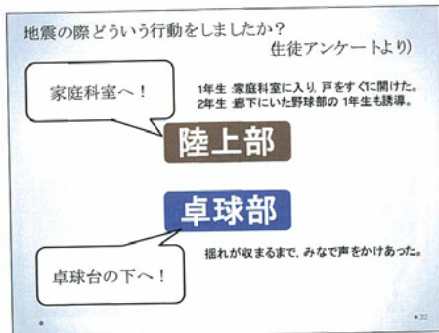 地震の際どういう行動をしましたか?
生徒アンケートより)
家庭科室へ!
1年生:家庭科室に入り、戸をすぐに開けた。
2年生:廊下にいた野球部の1年生も誘導。
陸上部
卓球部
揺れが収まるまで、みんなで声をかけあった。
卓球台の下へ!